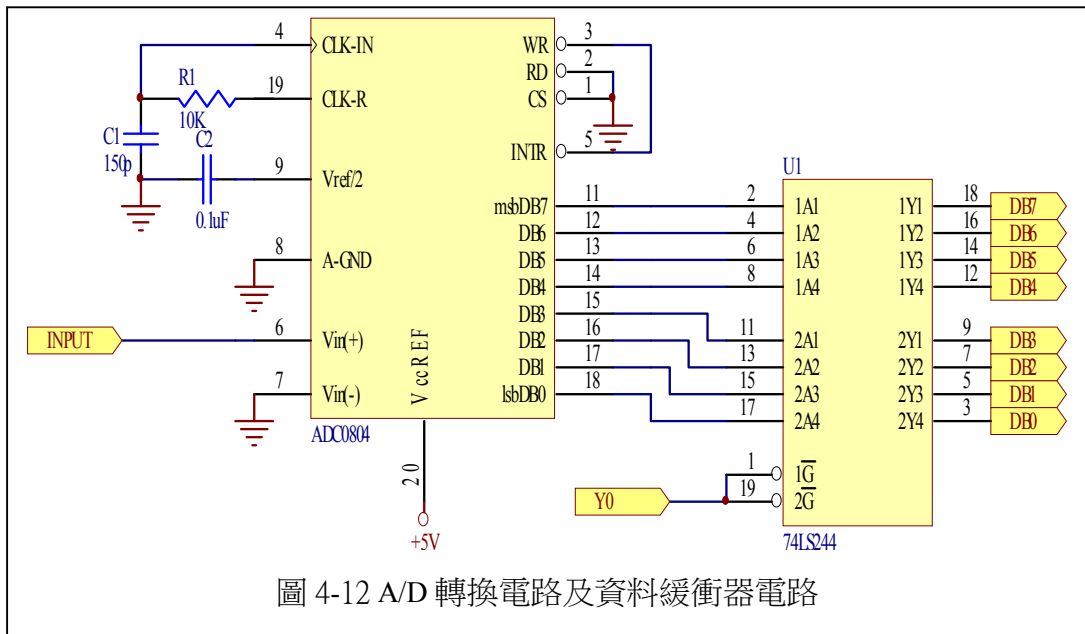 4
CLK-IN
R1
10K
19
CLK-R
C1
150p
C2
0.1uF
9
Vref/2
8
A-GND
INPUT
6
Vin(+)
7
Vin(-)
VccREF
20
+5V
ADC0804
WR
3
RD
2
CS
1
INTR
5
msbDB7
11
DB6
12
DB5
13
DB4
14
DB3
15
DB2
16
DB1
17
lsbDB0
18
U1
2
1A1
1Y1
18
DB7
4
1A2
1Y2
16
DB6
6
1A3
1Y3
14
DB5
8
1A4
1Y4
12
DB4
11
2A1
2Y1
9
DB3
13
2A2
2Y2
7
DB2
15
2A3
2Y3
5
DB1
17
2A4
2Y4
3
DB0
Y0
1
1G
19
2G
74LS244
圖 4-12 A/D 轉換電路及資料緩衝器電路